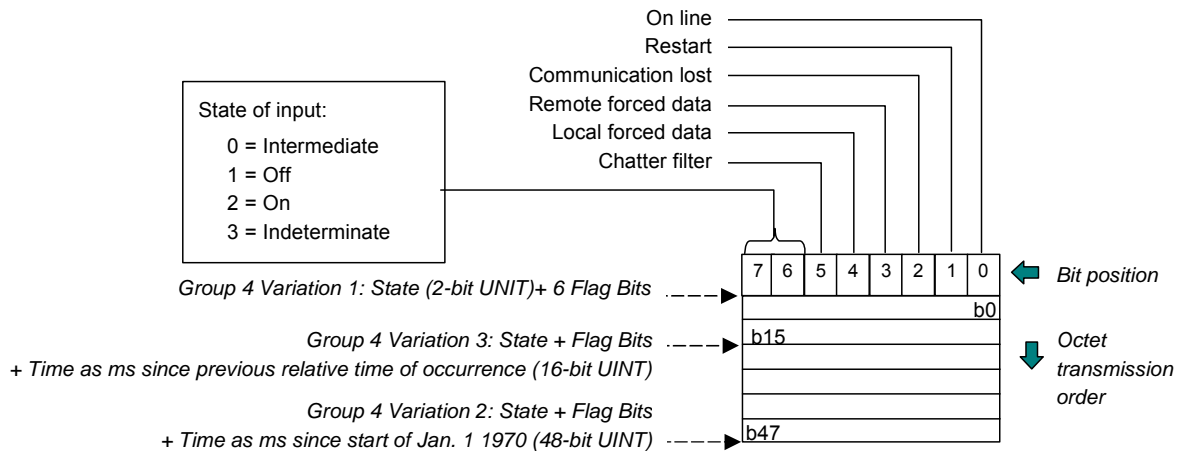 On line
Restart
Communication lost
Remote forced data
Local forced data
Chatter filter
State of input:
0 = Intermediate
1 = Off
2 = On
3 = Indeterminate
7 6 5 4 3 2 1 0
Bit position
Group 4 Variation 1: State (2-bit UNIT)+ 6 Flag Bits
b0
Group 4 Variation 3: State + Flag Bits
+ Time as ms since previous relative time of occurrence (16-bit UINT)
b15
Octet
transmission
order
Group 4 Variation 2: State + Flag Bits
+ Time as ms since start of Jan. 1 1970 (48-bit UINT)
b47